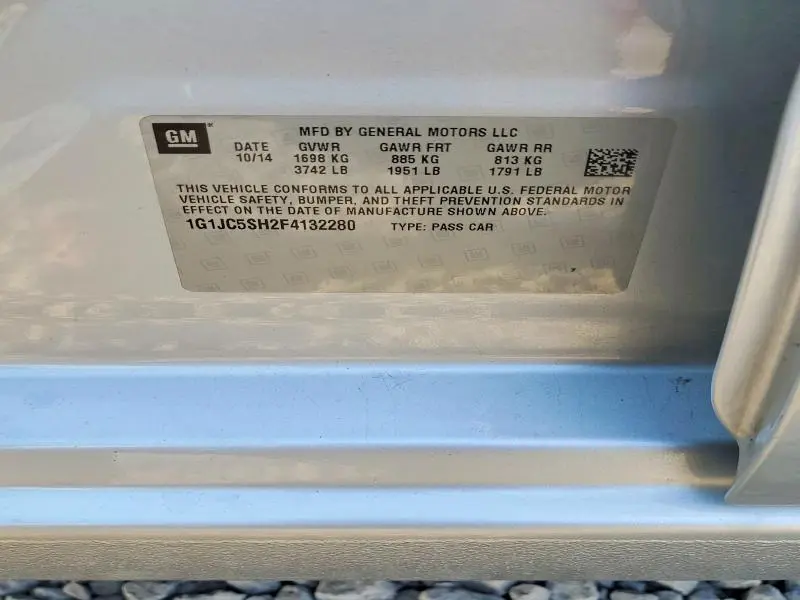 GM
MFD BY GENERAL MOTORS LLC
DATE GVWR GAWR FRT GAWR RR
10/14 1698 KG 885 KG 813 KG
3742 LB 1951 LB 1791 LB
THIS VEHICLE CONFORMS TO ALL APPLICABLE U.S. FEDERAL MOTOR
VEHICLE SAFETY, BUMPER, AND THEFT PREVENTION STANDARDS IN
EFFECT ON THE DATE OF MANUFACTURE SHOWN ABOVE.
1G1JC5SH2F4132280 TYPE: PASS CAR